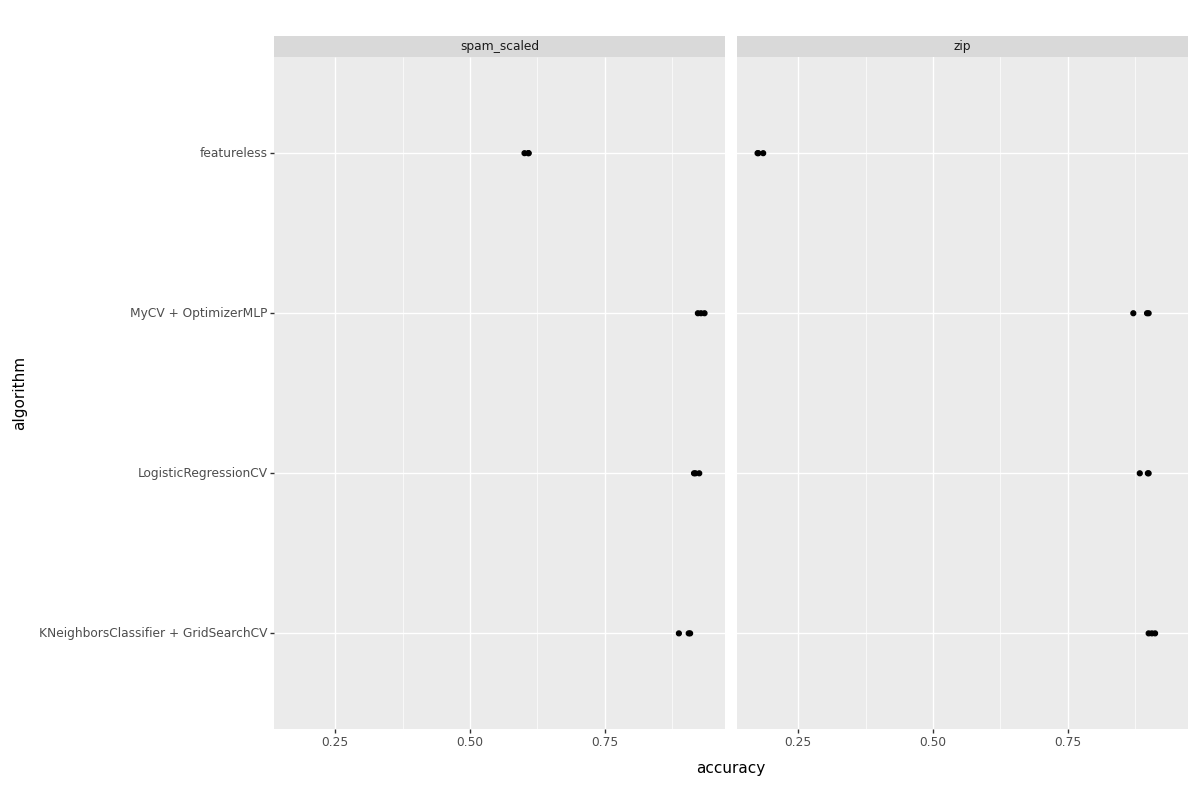 spam_scaled
zip
featureless
MyCV + OptimizerMLP
LogisticRegressionCV
KNeighborsClassifier + GridSearchCV
algorithm
0.25 0.50 0.75
0.25 0.50 0.75
accuracy